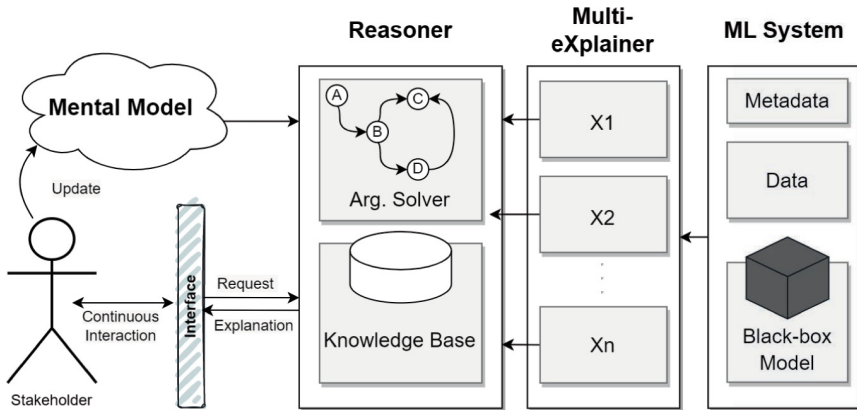 Reasoner
Multi-
eXplainer
ML System
Mental Model
A
B
C
D
Arg. Solver
X1
X2
Xn
Metadata
Data
Black-box
Model
Update
Interface
Request
Explanation
Continuous
Interaction
Knowledge Base
Stakeholder